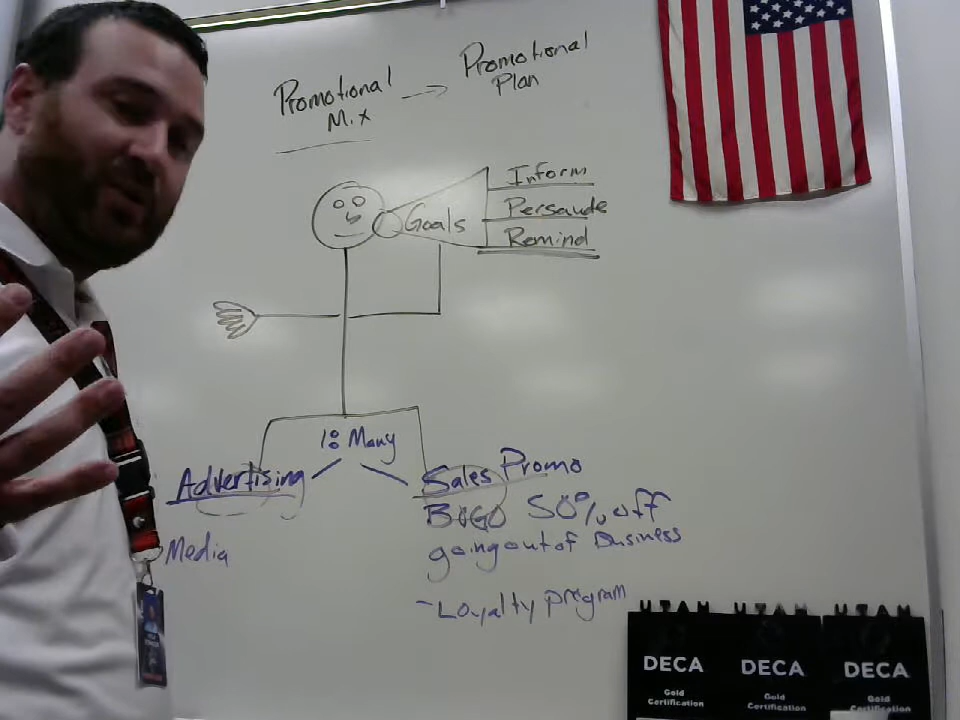 Promotional
Mix
→ Promotional
Plan
Goals
Inform
Persaude
Remind
1:Many
Advertising
Media
Sales Promo
BOGO 50% off
going out of Business
- Loyalty program
UTAH UTAH UTAH
DECA DECA DECA
Gold Gold Gold
Certification Certification Certification